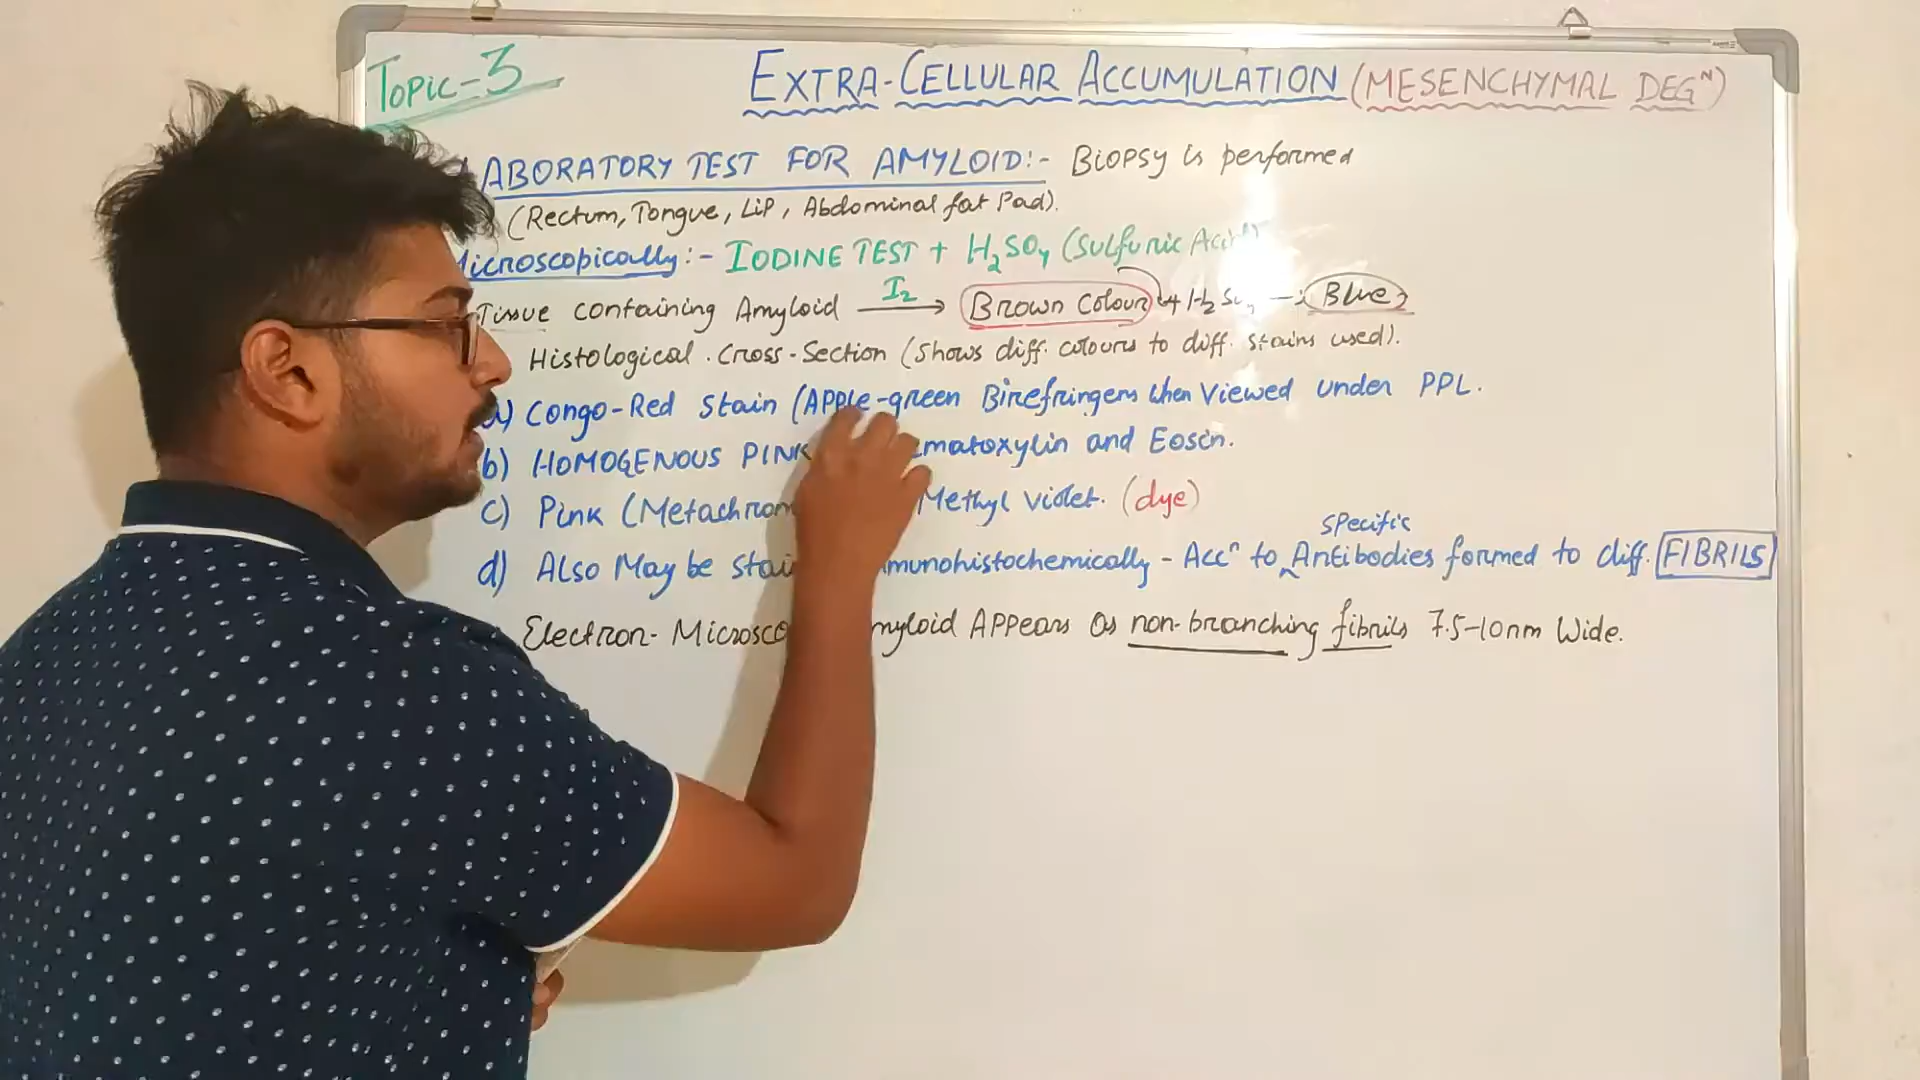 TOPIC-3
EXTRA-CELLULAR ACCUMULATION (MESENCHYMAL DEGᴺ)
LABORATORY TEST FOR AMYLOID:- BiOPSY is performed
(Rectum, Tongue, LiP, Abdominal fat Pad).
Microscopically:- IODINE TEST + H₂SO₄ (Sulfuric Acid)
Tissue containing Amyloid I₂ → Brown Colour + H₂SO₄ → Blue
Histological. Cross-Section (Shows diff. colours to diff. stains used).
a) Congo-Red Stain (APPle-green Birefringens when Viewed under PPL.
b) HOMOGENOUS PINK matoxylin and Eosin.
c) Pink (Metachrom Methyl Violet. (dye)
specific
d) Also May be stai munohistochemically - Accⁿ to ^ Antibodies formed to diff. FIBRILS
Electron-Microsco myloid APPears as non-branching fibrils 7.5-10nm Wide.